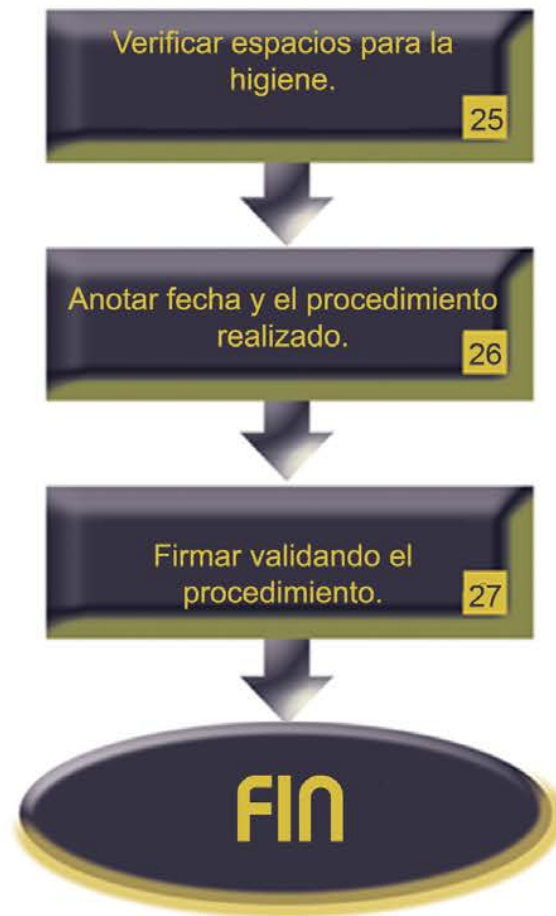 Verificar espacios para la
higiene.
25
Anotar fecha y el procedimiento
realizado.
26
Firmar validando el
procedimiento.
27
FIN